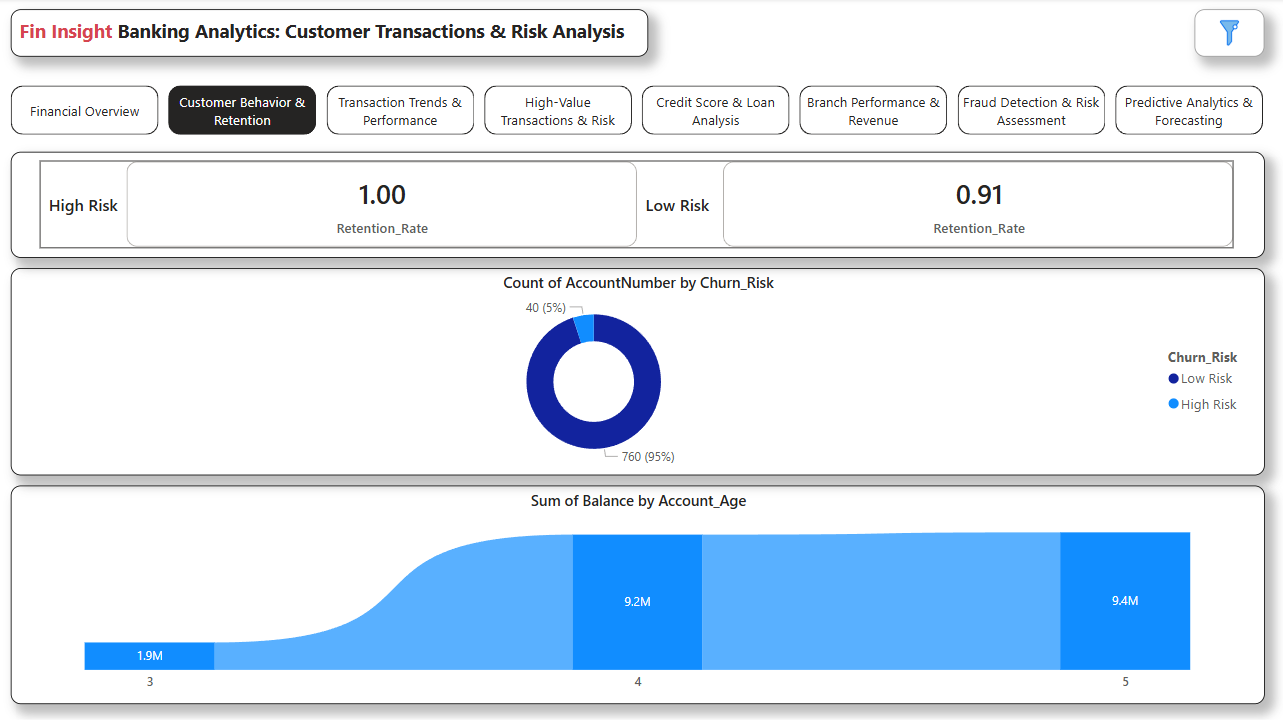 Fin Insight Banking Analytics: Customer Transactions & Risk Analysis
Financial Overview
Customer Behavior &
Retention
Transaction Trends &
Performance
High-Value
Transactions & Risk
Credit Score & Loan
Analysis
Branch Performance &
Revenue
Fraud Detection & Risk
Assessment
Predictive Analytics &
Forecasting
High Risk
1.00
Retention_Rate
Low Risk
0.91
Retention_Rate
Count of AccountNumber by Churn_Risk
40 (5%)
760 (95%)
Churn_Risk
Low Risk
High Risk
Sum of Balance by Account_Age
1.9M
9.2M
9.4M
3
4
5